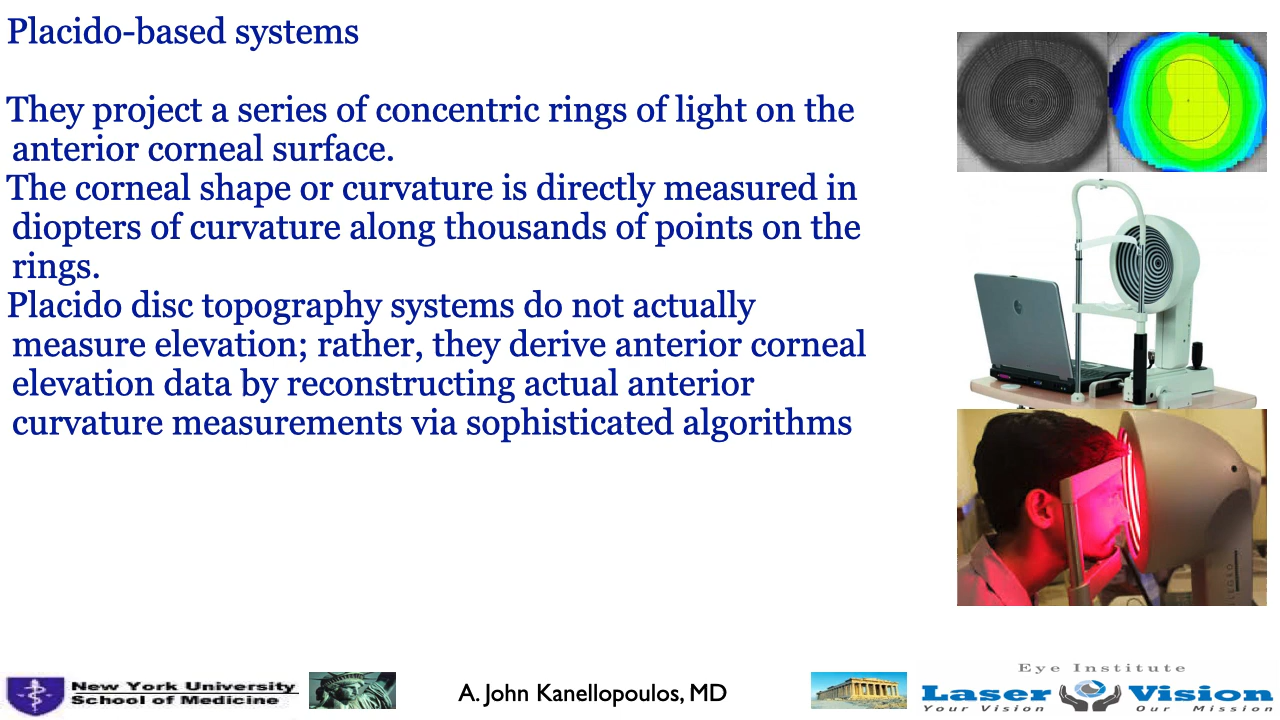 Placido-based systems
They project a series of concentric rings of light on the
anterior corneal surface.
The corneal shape or curvature is directly measured in
diopters of curvature along thousands of points on the
rings.
Placido disc topography systems do not actually
measure elevation; rather, they derive anterior corneal
elevation data by reconstructing actual anterior
curvature measurements via sophisticated algorithms
New York University
School of Medicine
A. John Kanellopoulos, MD
Eye Institute
Laser Vision
Your Vision Our Mission